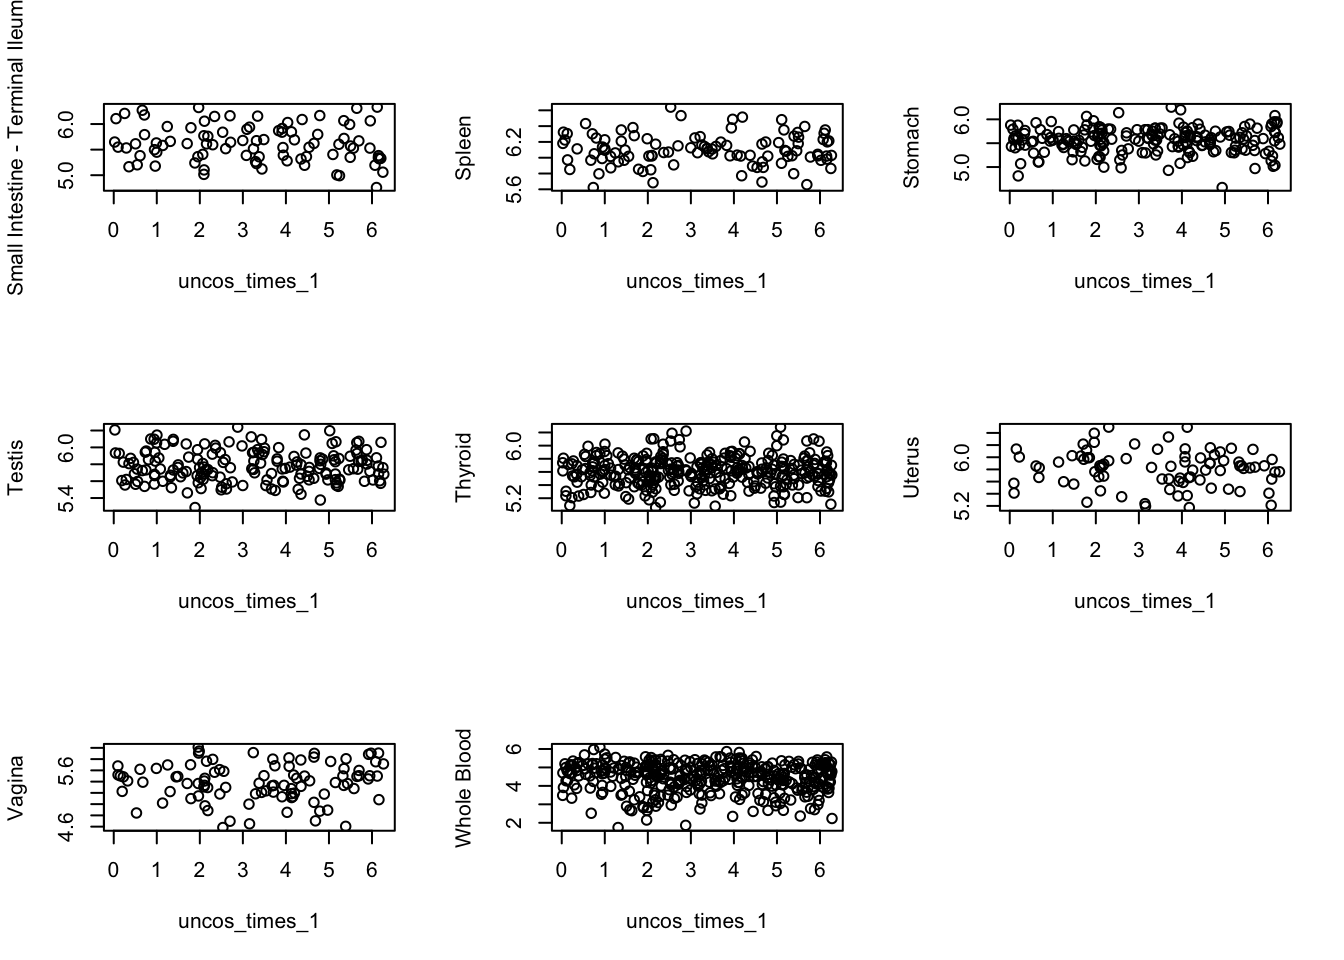 Small Intestine - Terminal Ileum
6.0
5.0
0 1 2 3 4 5 6
uncos_times_1
Spleen
6.2
5.6
0 1 2 3 4 5 6
uncos_times_1
Stomach
6.0
5.0
0 1 2 3 4 5 6
uncos_times_1
Testis
6.0
5.4
0 1 2 3 4 5 6
uncos_times_1
Thyroid
6.0
5.2
0 1 2 3 4 5 6
uncos_times_1
Uterus
6.0
5.2
0 1 2 3 4 5 6
uncos_times_1
Vagina
5.6
4.6
0 1 2 3 4 5 6
uncos_times_1
Whole Blood
6
4
2
0 1 2 3 4 5 6
uncos_times_1